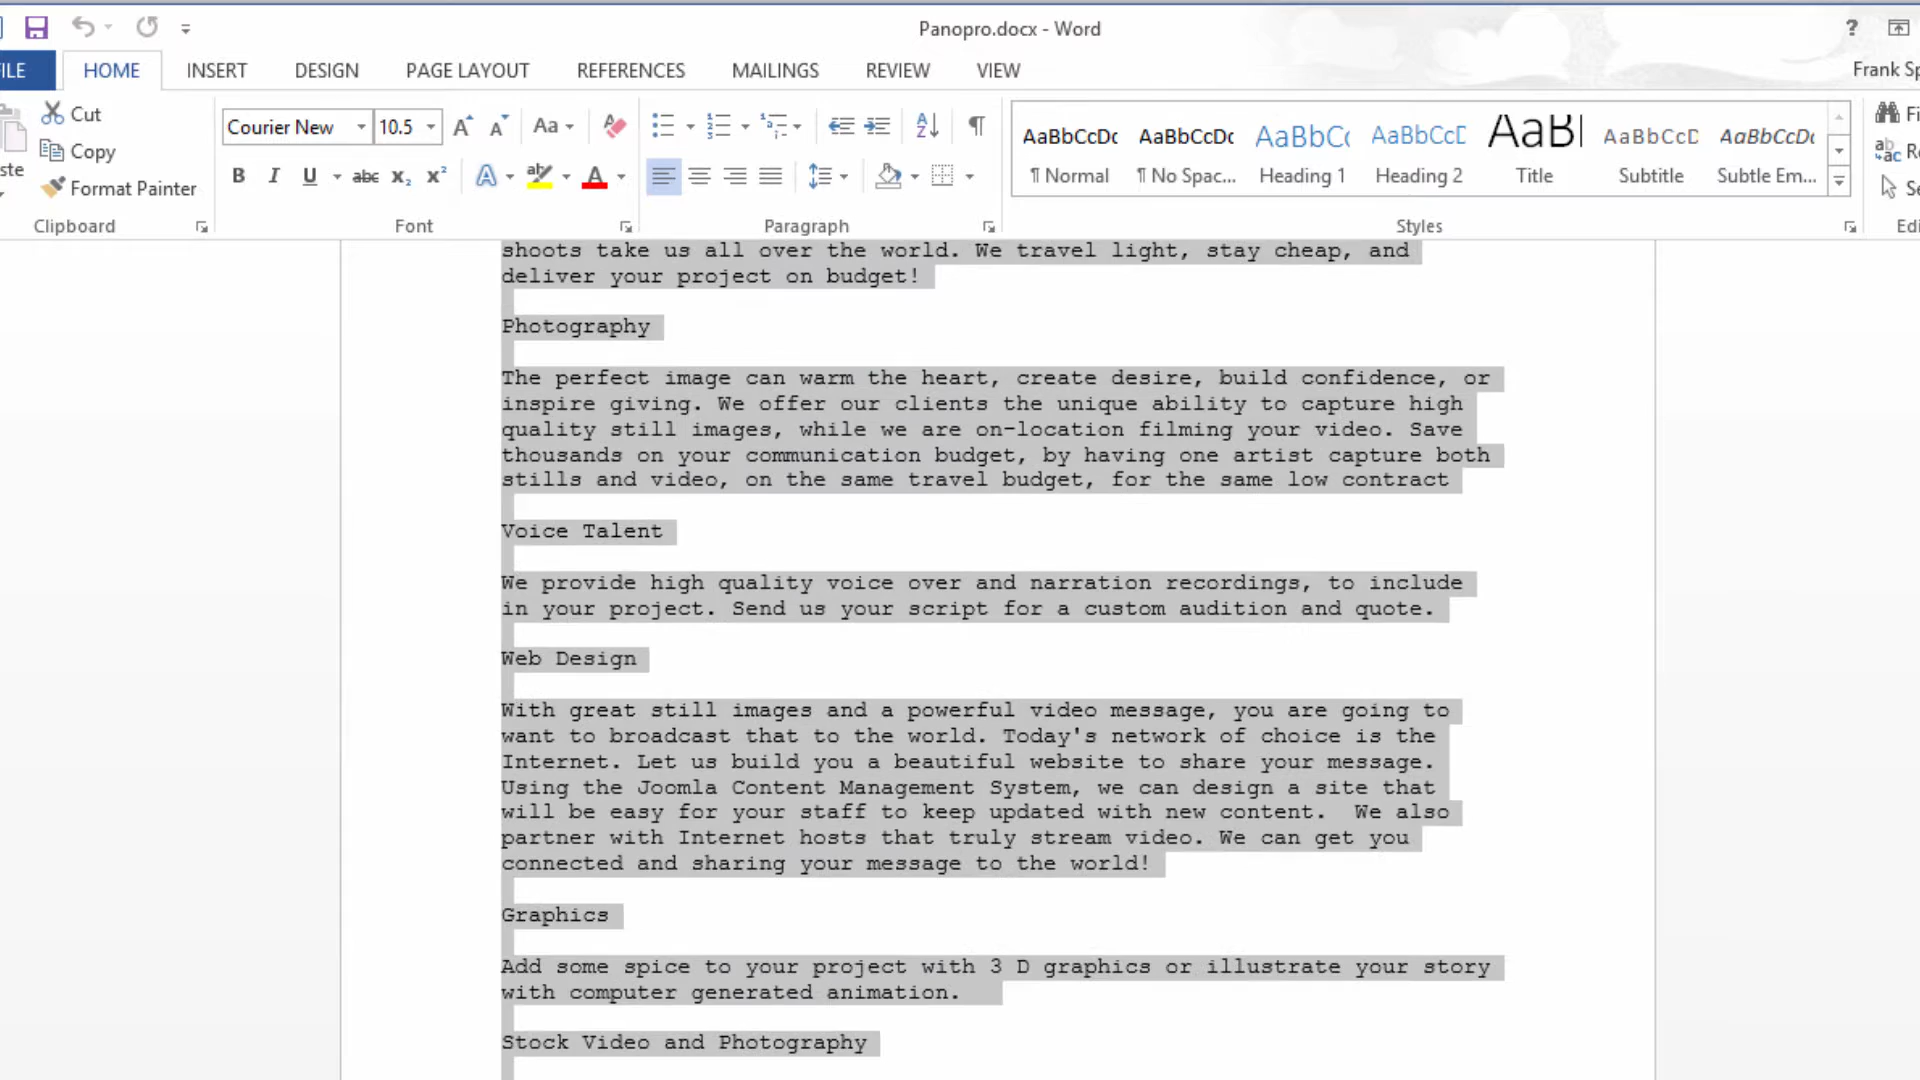 Panopro.docx - Word
?
FILE HOME INSERT DESIGN PAGE LAYOUT REFERENCES MAILINGS REVIEW VIEW
Frank Sp
Cut
Copy
Format Painter
Clipboard
Courier New 10.5
Aa
B I U abc x₂ x²
A A
Font
Paragraph
AaBbCcDc AaBbCcDc AaBbC AaBbCcD AaB AaBbCcD AaBbCcDc
¶ Normal ¶ No Spac... Heading 1 Heading 2 Title Subtitle Subtle Em...
Styles
Fi
Re
Se
Edi
shoots take us all over the world. We travel light, stay cheap, and
deliver your project on budget!
Photography
The perfect image can warm the heart, create desire, build confidence, or
inspire giving. We offer our clients the unique ability to capture high
quality still images, while we are on-location filming your video. Save
thousands on your communication budget, by having one artist capture both
stills and video, on the same travel budget, for the same low contract
Voice Talent
We provide high quality voice over and narration recordings, to include
in your project. Send us your script for a custom audition and quote.
Web Design
With great still images and a powerful video message, you are going to
want to broadcast that to the world. Today's network of choice is the
Internet. Let us build you a beautiful website to share your message.
Using the Joomla Content Management System, we can design a site that
will be easy for your staff to keep updated with new content.  We also
partner with Internet hosts that truly stream video. We can get you
connected and sharing your message to the world!
Graphics
Add some spice to your project with 3 D graphics or illustrate your story
with computer generated animation.
Stock Video and Photography